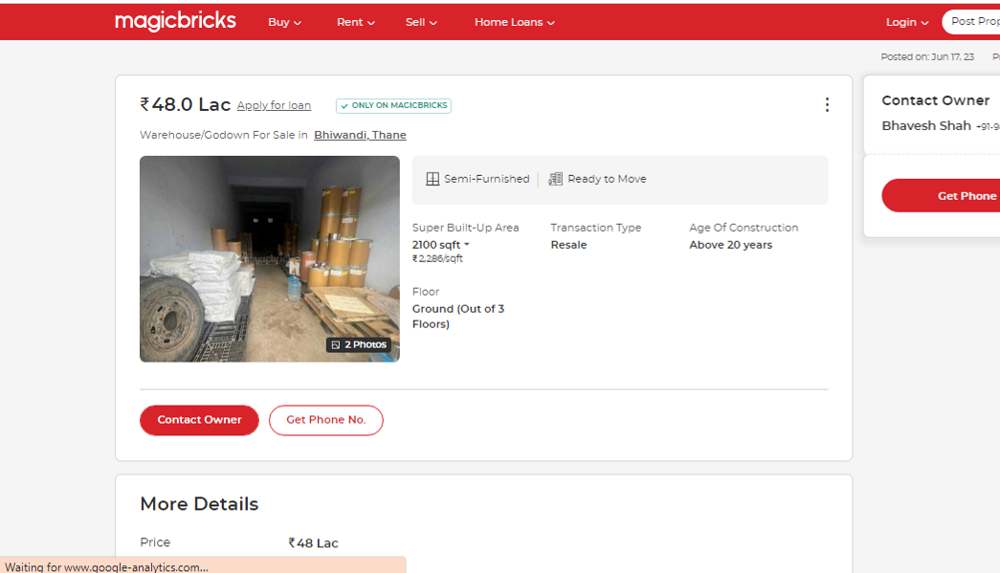 magicbricks
Buy
Rent
Sell
Home Loans
Login
Post Prop
Posted on: Jun 17, 23
₹48.0 Lac Apply for loan
ONLY ON MAGICBRICKS
Warehouse/Godown For Sale in Bhiwandi, Thane
magicbricks
2 Photos
Semi-Furnished
Ready to Move
Super Built-Up Area
2100 sqft
₹2,286/sqft
Transaction Type
Resale
Age Of Construction
Above 20 years
Floor
Ground (Out of 3
Floors)
Contact Owner
Get Phone No.
Contact Owner
Bhavesh Shah +91-9
Get Phone
More Details
Price ₹48 Lac
Waiting for www.google-analytics.com...